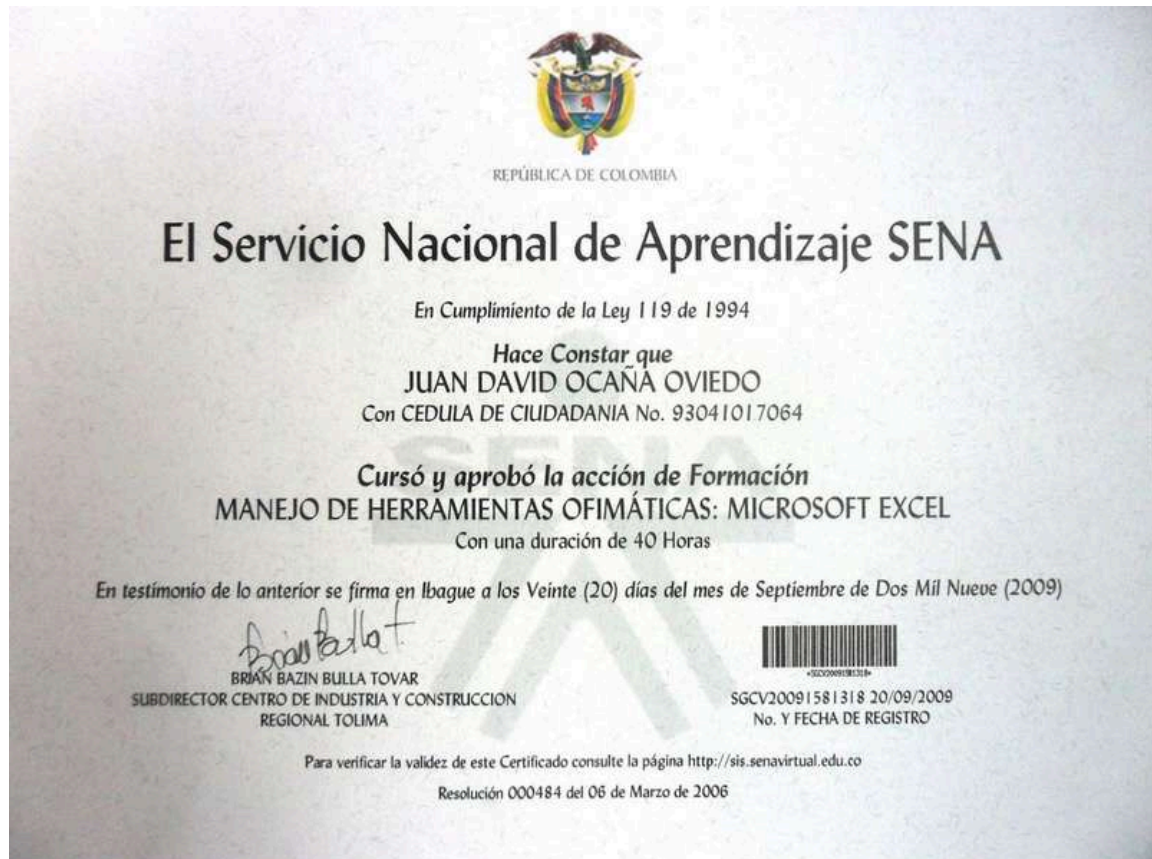 REPÚBLICA DE COLOMBIA
El Servicio Nacional de Aprendizaje SENA
En Cumplimiento de la Ley 119 de 1994
Hace Constar que
JUAN DAVID OCAÑA OVIEDO
Con CEDULA DE CIUDADANIA No. 93041017064
SENA
Cursó y aprobó la acción de Formación
MANEJO DE HERRAMIENTAS OFIMÁTICAS: MICROSOFT EXCEL
Con una duración de 40 Horas
En testimonio de lo anterior se firma en Ibague a los Veinte (20) días del mes de Septiembre de Dos Mil Nueve (2009)
BRIAN BAZIN BULLA TOVAR
SUBDIRECTOR CENTRO DE INDUSTRIA Y CONSTRUCCION
REGIONAL TOLIMA
SGCV20091581318 20/09/2009
No. Y FECHA DE REGISTRO
Para verificar la validez de este Certificado consulte la página http://sis.senavirtual.edu.co
Resolución 000484 del 06 de Marzo de 2006